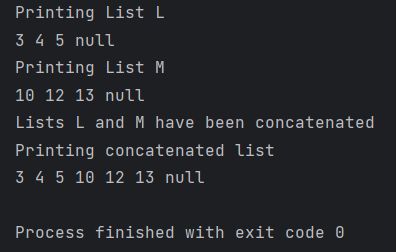 Printing List L
3 4 5 null
Printing List M
10 12 13 null
Lists L and M have been concatenated
Printing concatenated list
3 4 5 10 12 13 null
Process finished with exit code 0